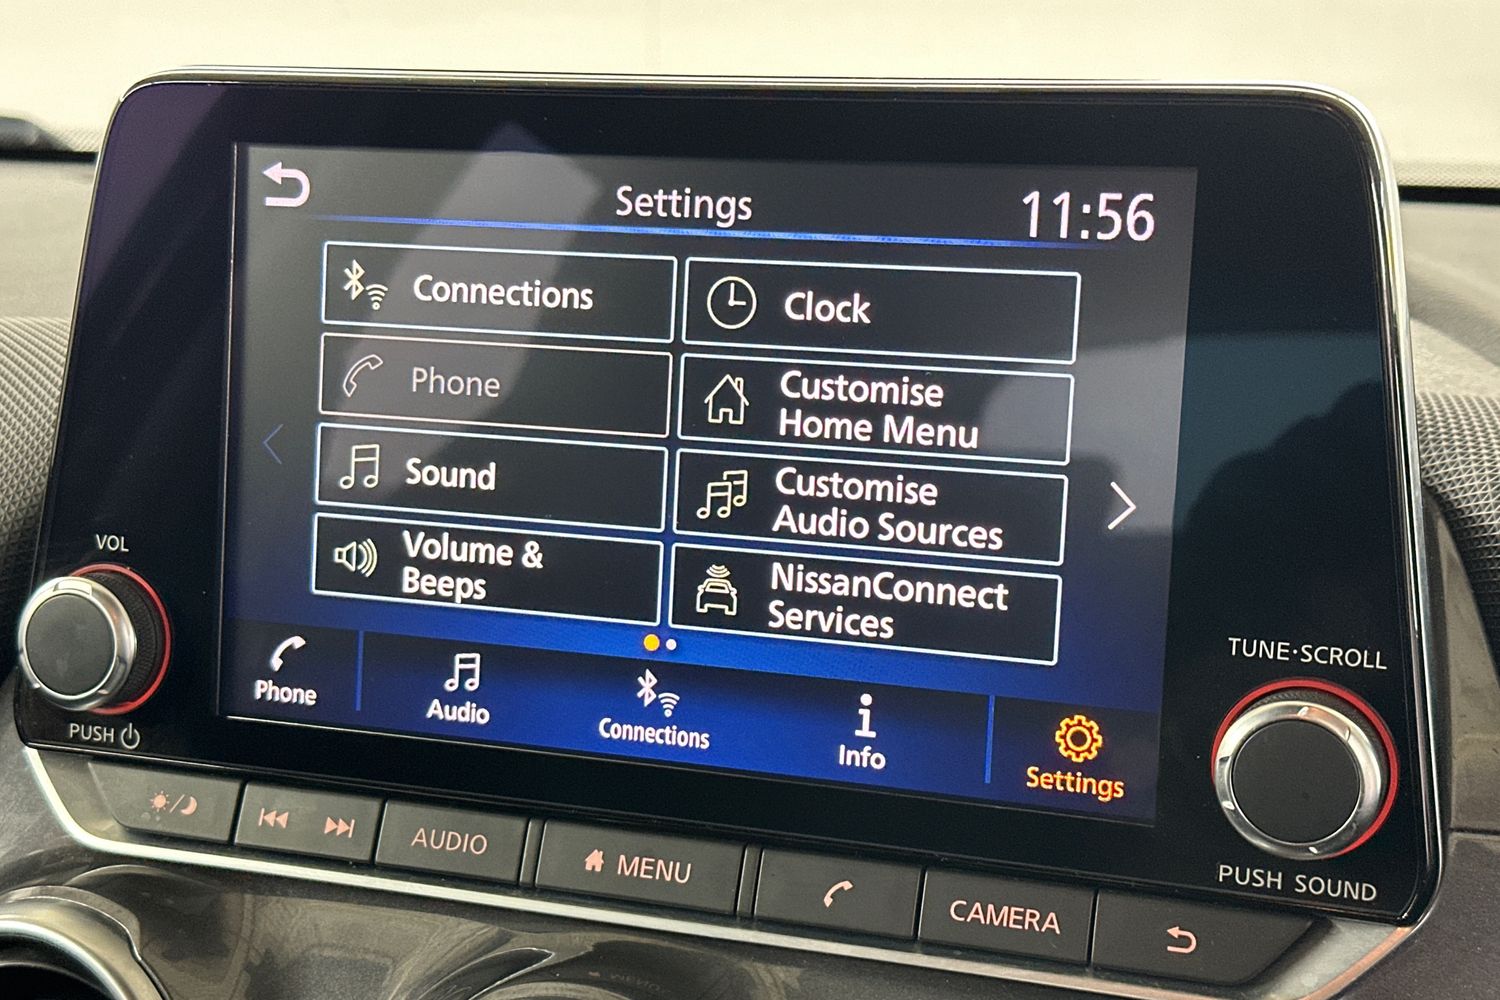 Settings
11:56
Connections
Clock
Phone
Customise
Home Menu
Sound
Customise
Audio Sources
Volume &
Beeps
NissanConnect
Services
Phone
Audio
Connections
Info
Settings
VOL
PUSH
TUNE·SCROLL
PUSH SOUND
AUDIO
MENU
CAMERA